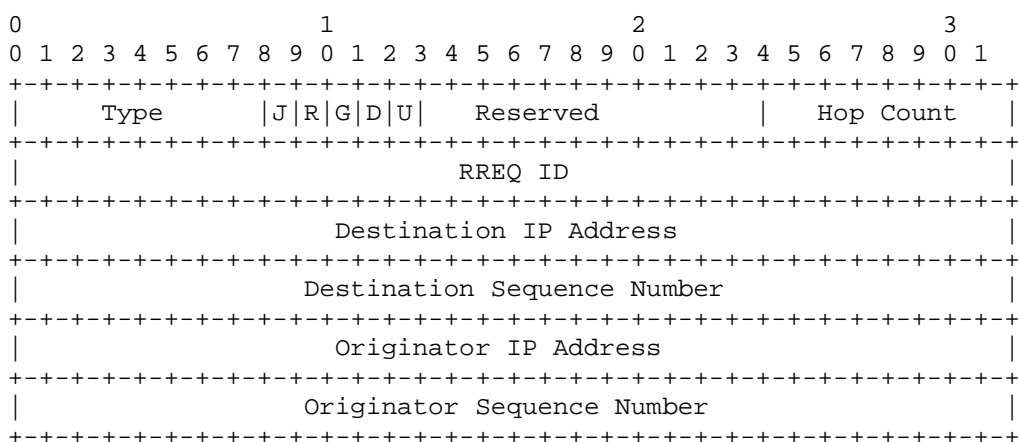 0                   1                   2                   3
0 1 2 3 4 5 6 7 8 9 0 1 2 3 4 5 6 7 8 9 0 1 2 3 4 5 6 7 8 9 0 1
+-+-+-+-+-+-+-+-+-+-+-+-+-+-+-+-+-+-+-+-+-+-+-+-+-+-+-+-+-+-+-+-+
|     Type      |J|R|G|D|U|   Reserved          |   Hop Count   |
+-+-+-+-+-+-+-+-+-+-+-+-+-+-+-+-+-+-+-+-+-+-+-+-+-+-+-+-+-+-+-+-+
|                            RREQ ID                            |
+-+-+-+-+-+-+-+-+-+-+-+-+-+-+-+-+-+-+-+-+-+-+-+-+-+-+-+-+-+-+-+-+
|                    Destination IP Address                     |
+-+-+-+-+-+-+-+-+-+-+-+-+-+-+-+-+-+-+-+-+-+-+-+-+-+-+-+-+-+-+-+-+
|                  Destination Sequence Number                  |
+-+-+-+-+-+-+-+-+-+-+-+-+-+-+-+-+-+-+-+-+-+-+-+-+-+-+-+-+-+-+-+-+
|                    Originator IP Address                      |
+-+-+-+-+-+-+-+-+-+-+-+-+-+-+-+-+-+-+-+-+-+-+-+-+-+-+-+-+-+-+-+-+
|                  Originator Sequence Number                   |
+-+-+-+-+-+-+-+-+-+-+-+-+-+-+-+-+-+-+-+-+-+-+-+-+-+-+-+-+-+-+-+-+